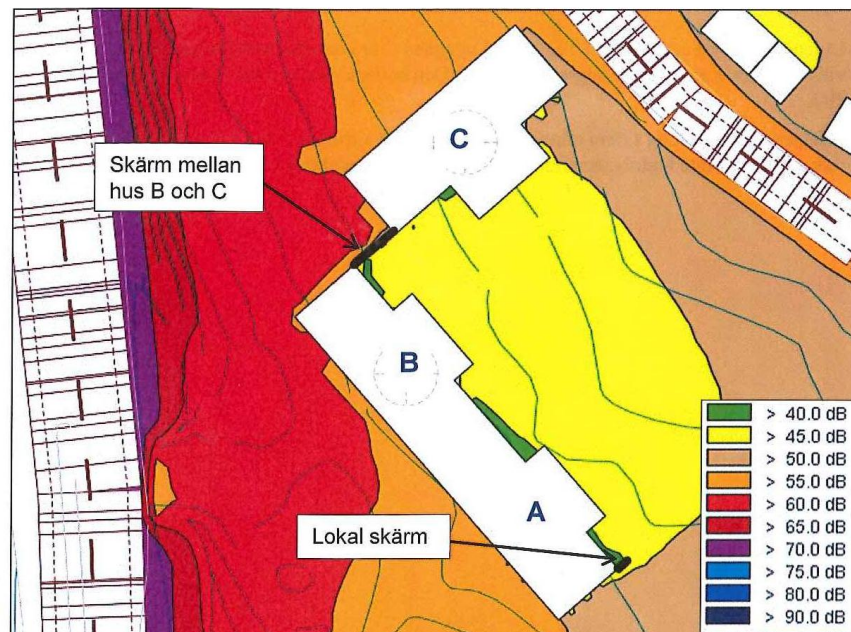 C
Skärm mellan
hus B och C
B
A
Lokal skärm
> 40.0 dB
> 45.0 dB
> 50.0 dB
> 55.0 dB
> 60.0 dB
> 65.0 dB
> 70.0 dB
> 75.0 dB
> 80.0 dB
> 90.0 dB